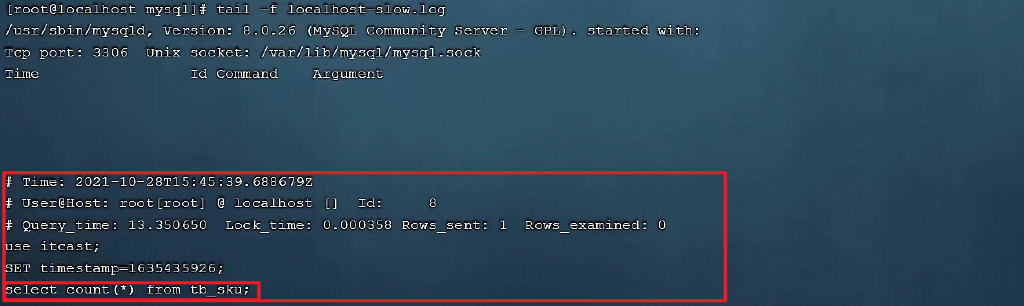 [root@localhost mysql]# tail -f localhost-slow.log
/usr/sbin/mysqld, Version: 8.0.26 (MySQL Community Server - GPL). started with:
Tcp port: 3306  Unix socket: /var/lib/mysql/mysql.sock
Time                 Id Command    Argument
# Time: 2021-10-28T15:45:39.688679Z
# User@Host: root[root] @ localhost []  Id:     8
# Query_time: 13.350650  Lock_time: 0.000358 Rows_sent: 1  Rows_examined: 0
use itcast;
SET timestamp=1635435926;
select count(*) from tb_sku;